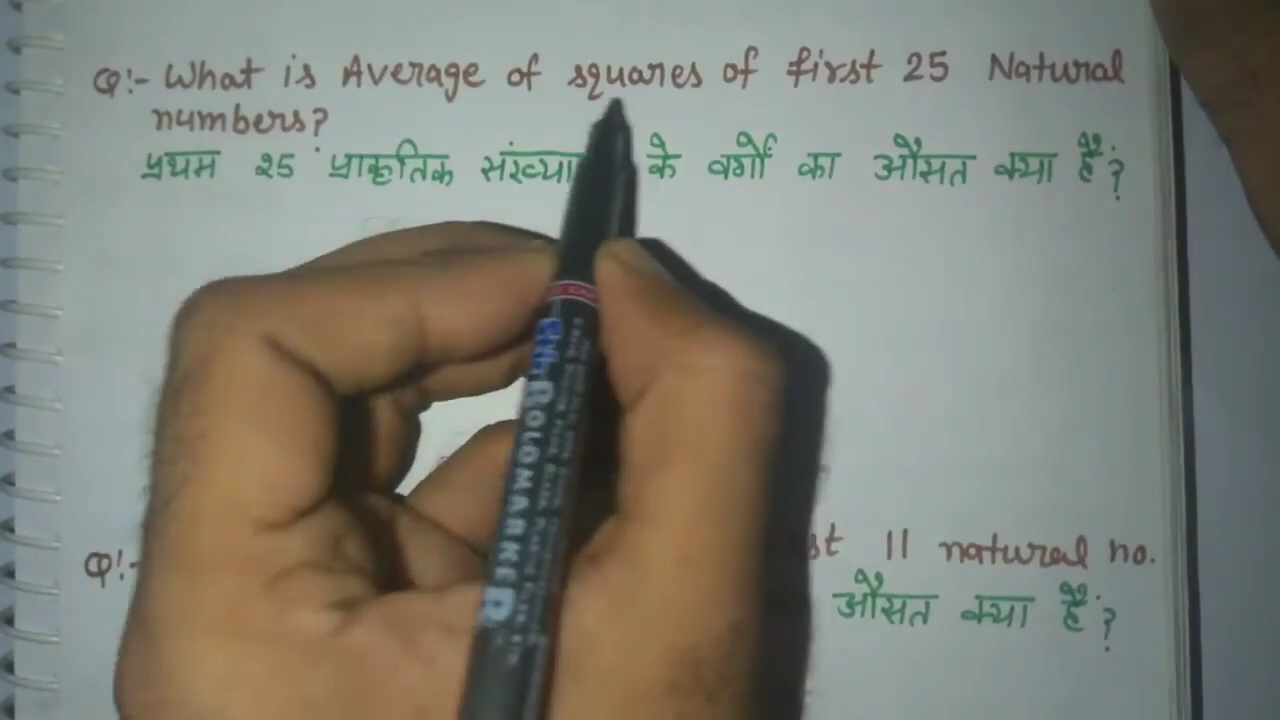 Q:- What is Average of squares of first 25 Natural
numbers?
प्रथम 25 प्राकृतिक संख्या के वर्गों का औसत क्या है?
Q:- st 11 natural no.
औसत क्या है?
ROLOMARKER